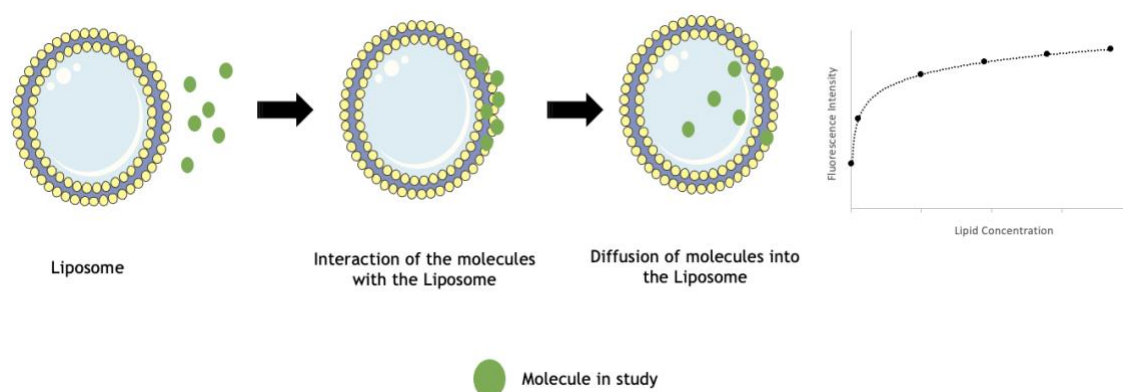 Liposome
Interaction of the molecules
with the Liposome
Diffusion of molecules into
the Liposome
Fluorescence Intensity
Lipid Concentration
Molecule in study